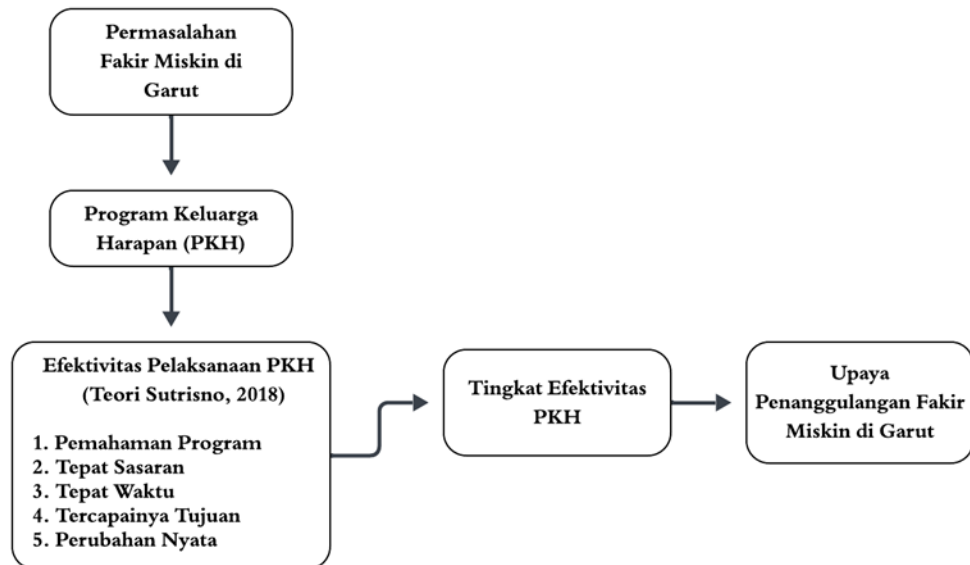 Permasalahan
Fakir Miskin di
Garut
Program Keluarga
Harapan (PKH)
Efektivitas Pelaksanaan PKH
(Teori Sutrisno, 2018)
1. Pemahaman Program
2. Tepat Sasaran
3. Tepat Waktu
4. Tercapainya Tujuan
5. Perubahan Nyata
Tingkat Efektivitas
PKH
Upaya
Penanggulangan Fakir
Miskin di Garut